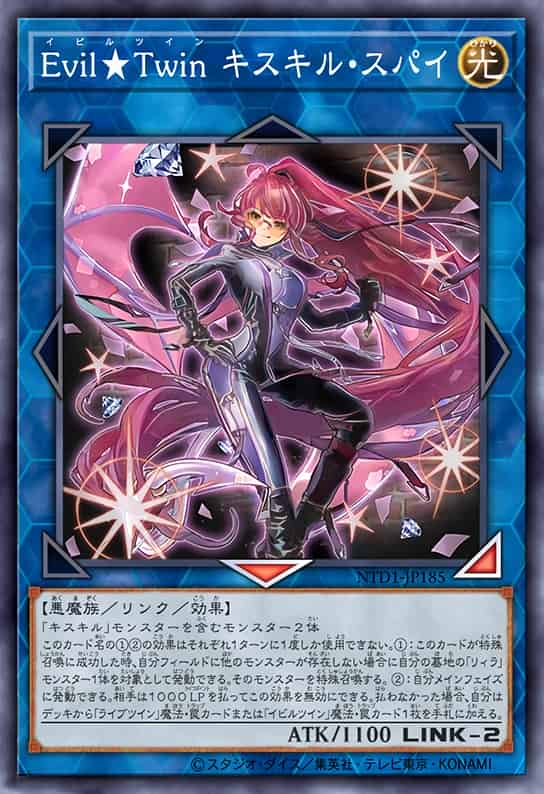 イビルツイン
Evil★Twin キスキル・スパイ
ひかり
光
NTD1-JP185
【悪魔族／リンク／効果】
「キスキル」モンスターを含むモンスター２体
このカード名の①②の効果はそれぞれ１ターンに１度しか使用できない。①：このカードが特殊
召喚に成功した時、自分フィールドに他のモンスターが存在しない場合に自分の墓地の「リィラ」
モンスター１体を対象として発動できる。そのモンスターを特殊召喚する。②：自分メインフェイズ
に発動できる。相手は１０００ＬＰを払ってこの効果を無効にできる。払わなかった場合、自分は
デッキから「ライブツイン」魔法・罠カードまたは「イビルツイン」魔法・罠カード１枚を手札に加える。
ATK/1100 LINK-2
©スタジオ・ダイス／集英社・テレビ東京・KONAMI